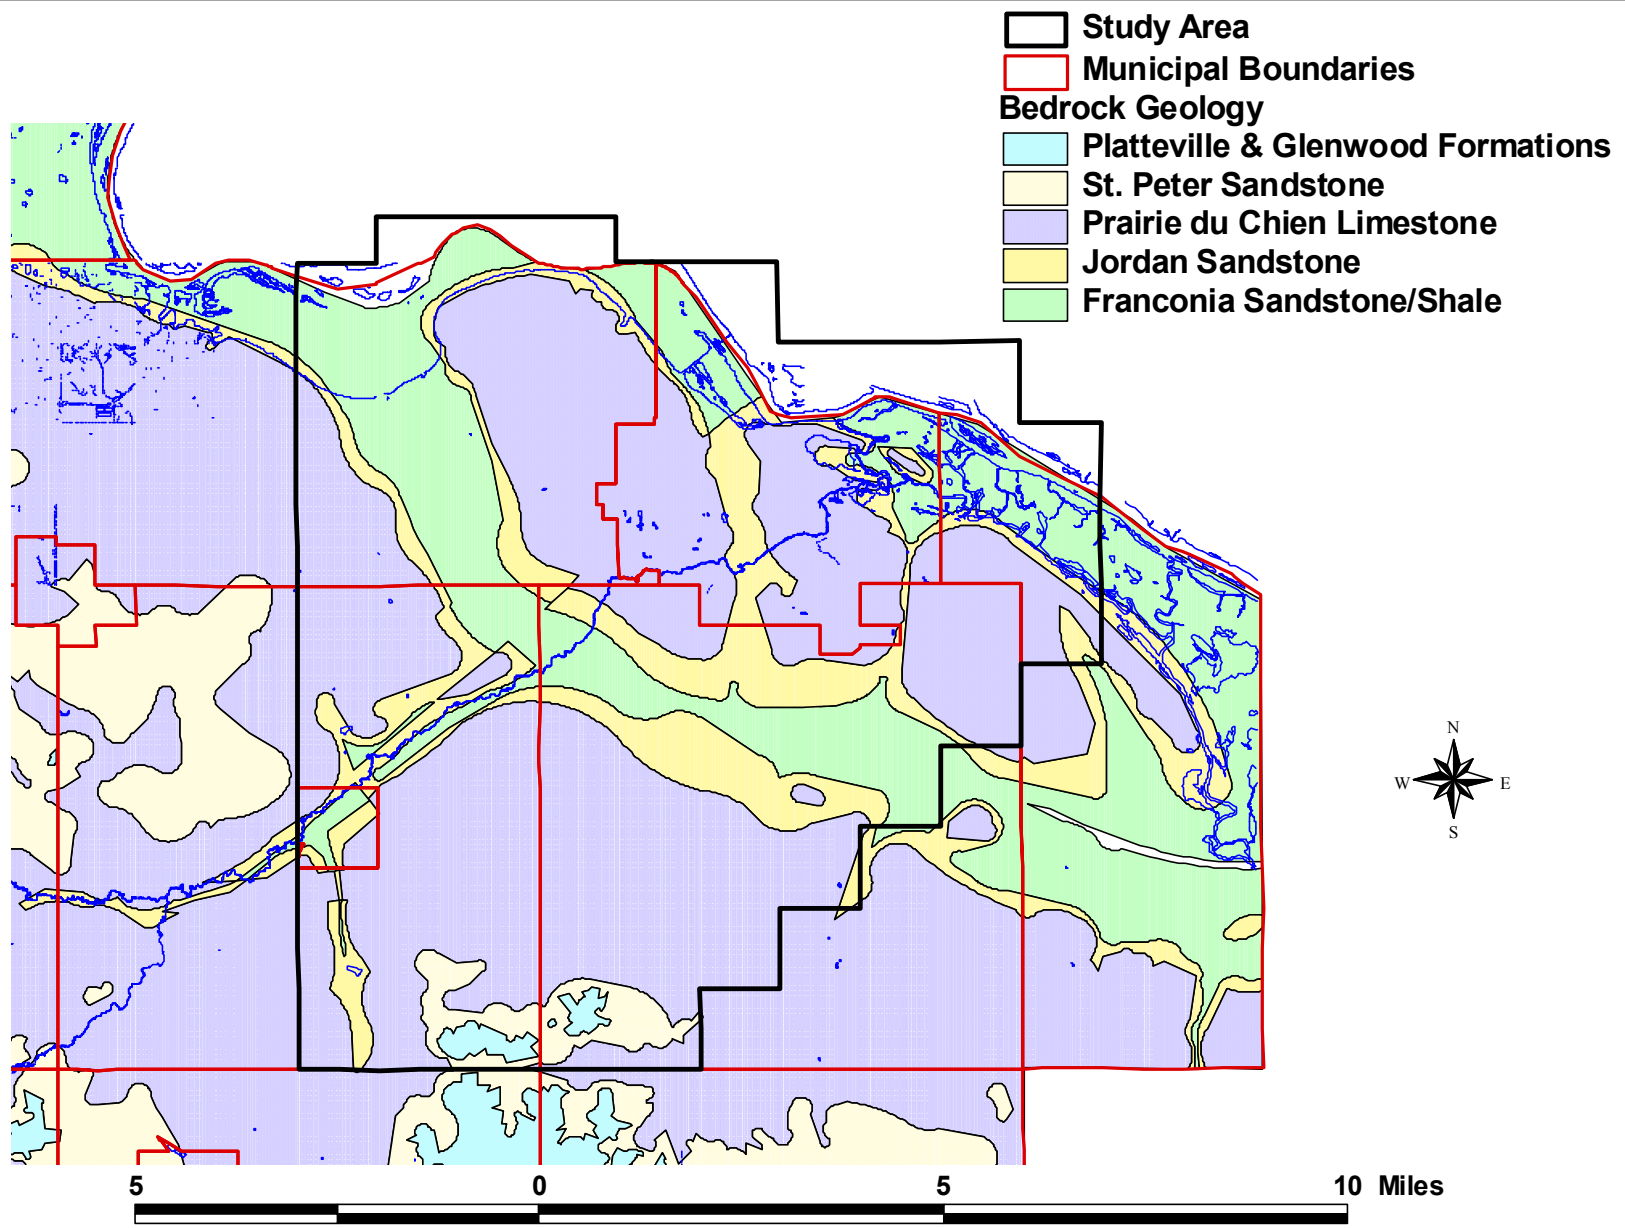 Study Area
Municipal Boundaries
Bedrock Geology
Platteville & Glenwood Formations
St. Peter Sandstone
Prairie du Chien Limestone
Jordan Sandstone
Franconia Sandstone/Shale
N
W E
S
5 0 5 10 Miles